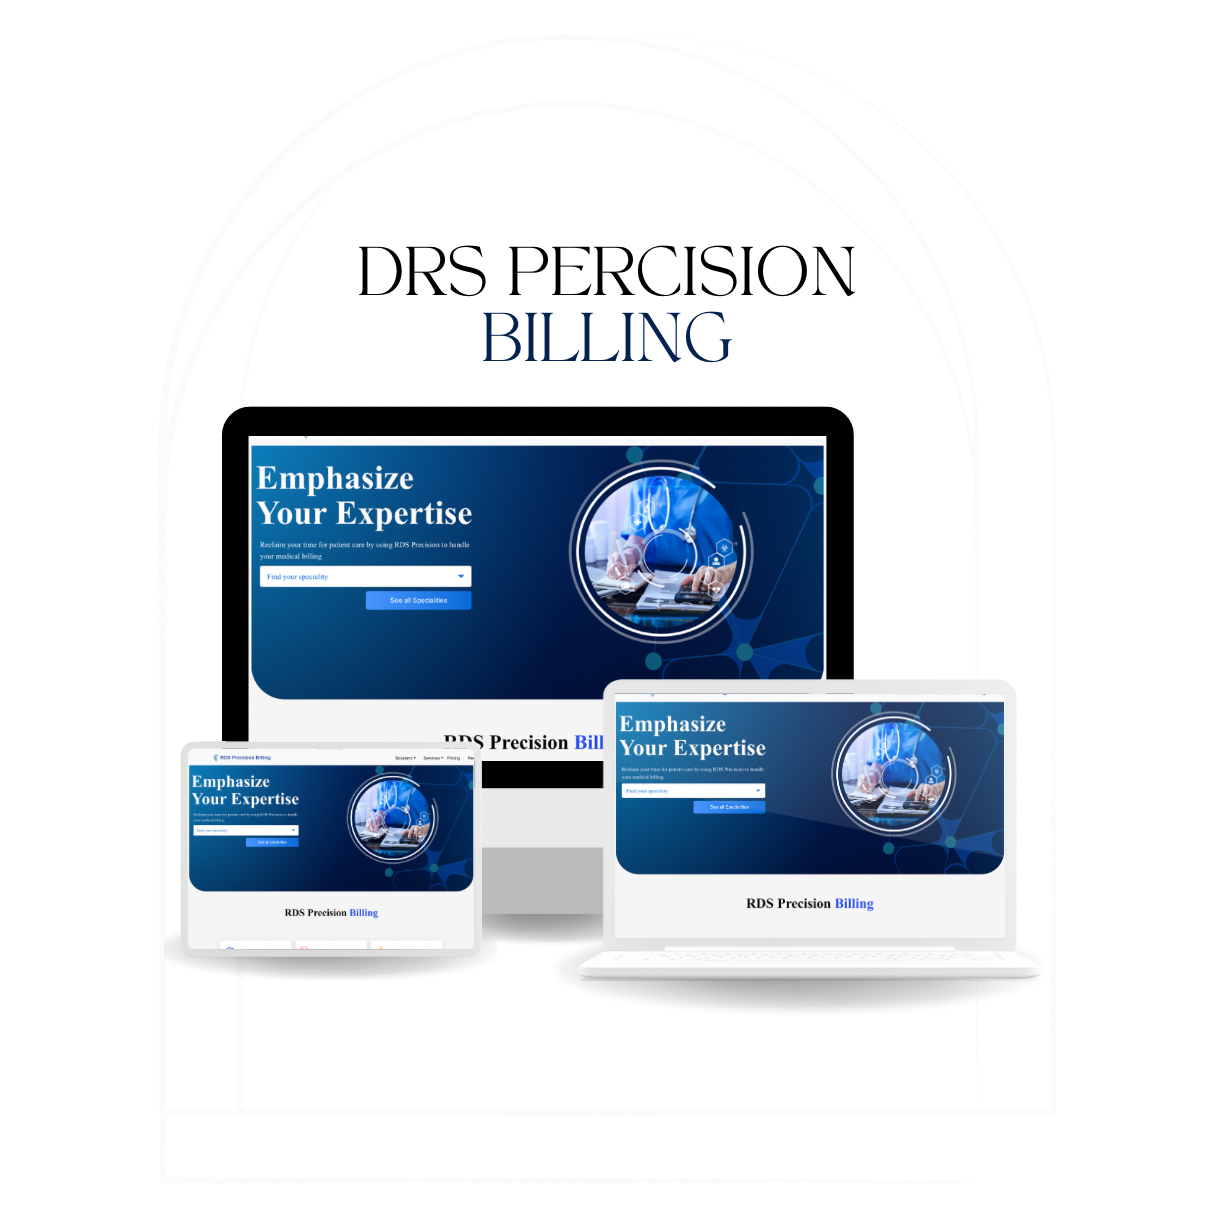 DRS PERCISION
BILLING
Emphasize
Your Expertise
Reclaim your time for patient care by using RDS Precision to handle
your medical billing
Find your speciality
See all Specialities
RDS Precision Bill
RDS Precision Billing
Solutions
Services
Pricing
Emphasize
Your Expertise
Reclaim your time for patient care by using RDS Precision to handle
your medical billing
Find your speciality
See all Specialities
RDS Precision Billing
Emphasize
Your Expertise
Reclaim your time for patient care by using RDS Precision to handle
your medical billing
Find your speciality
See all Specialities
RDS Precision Billing